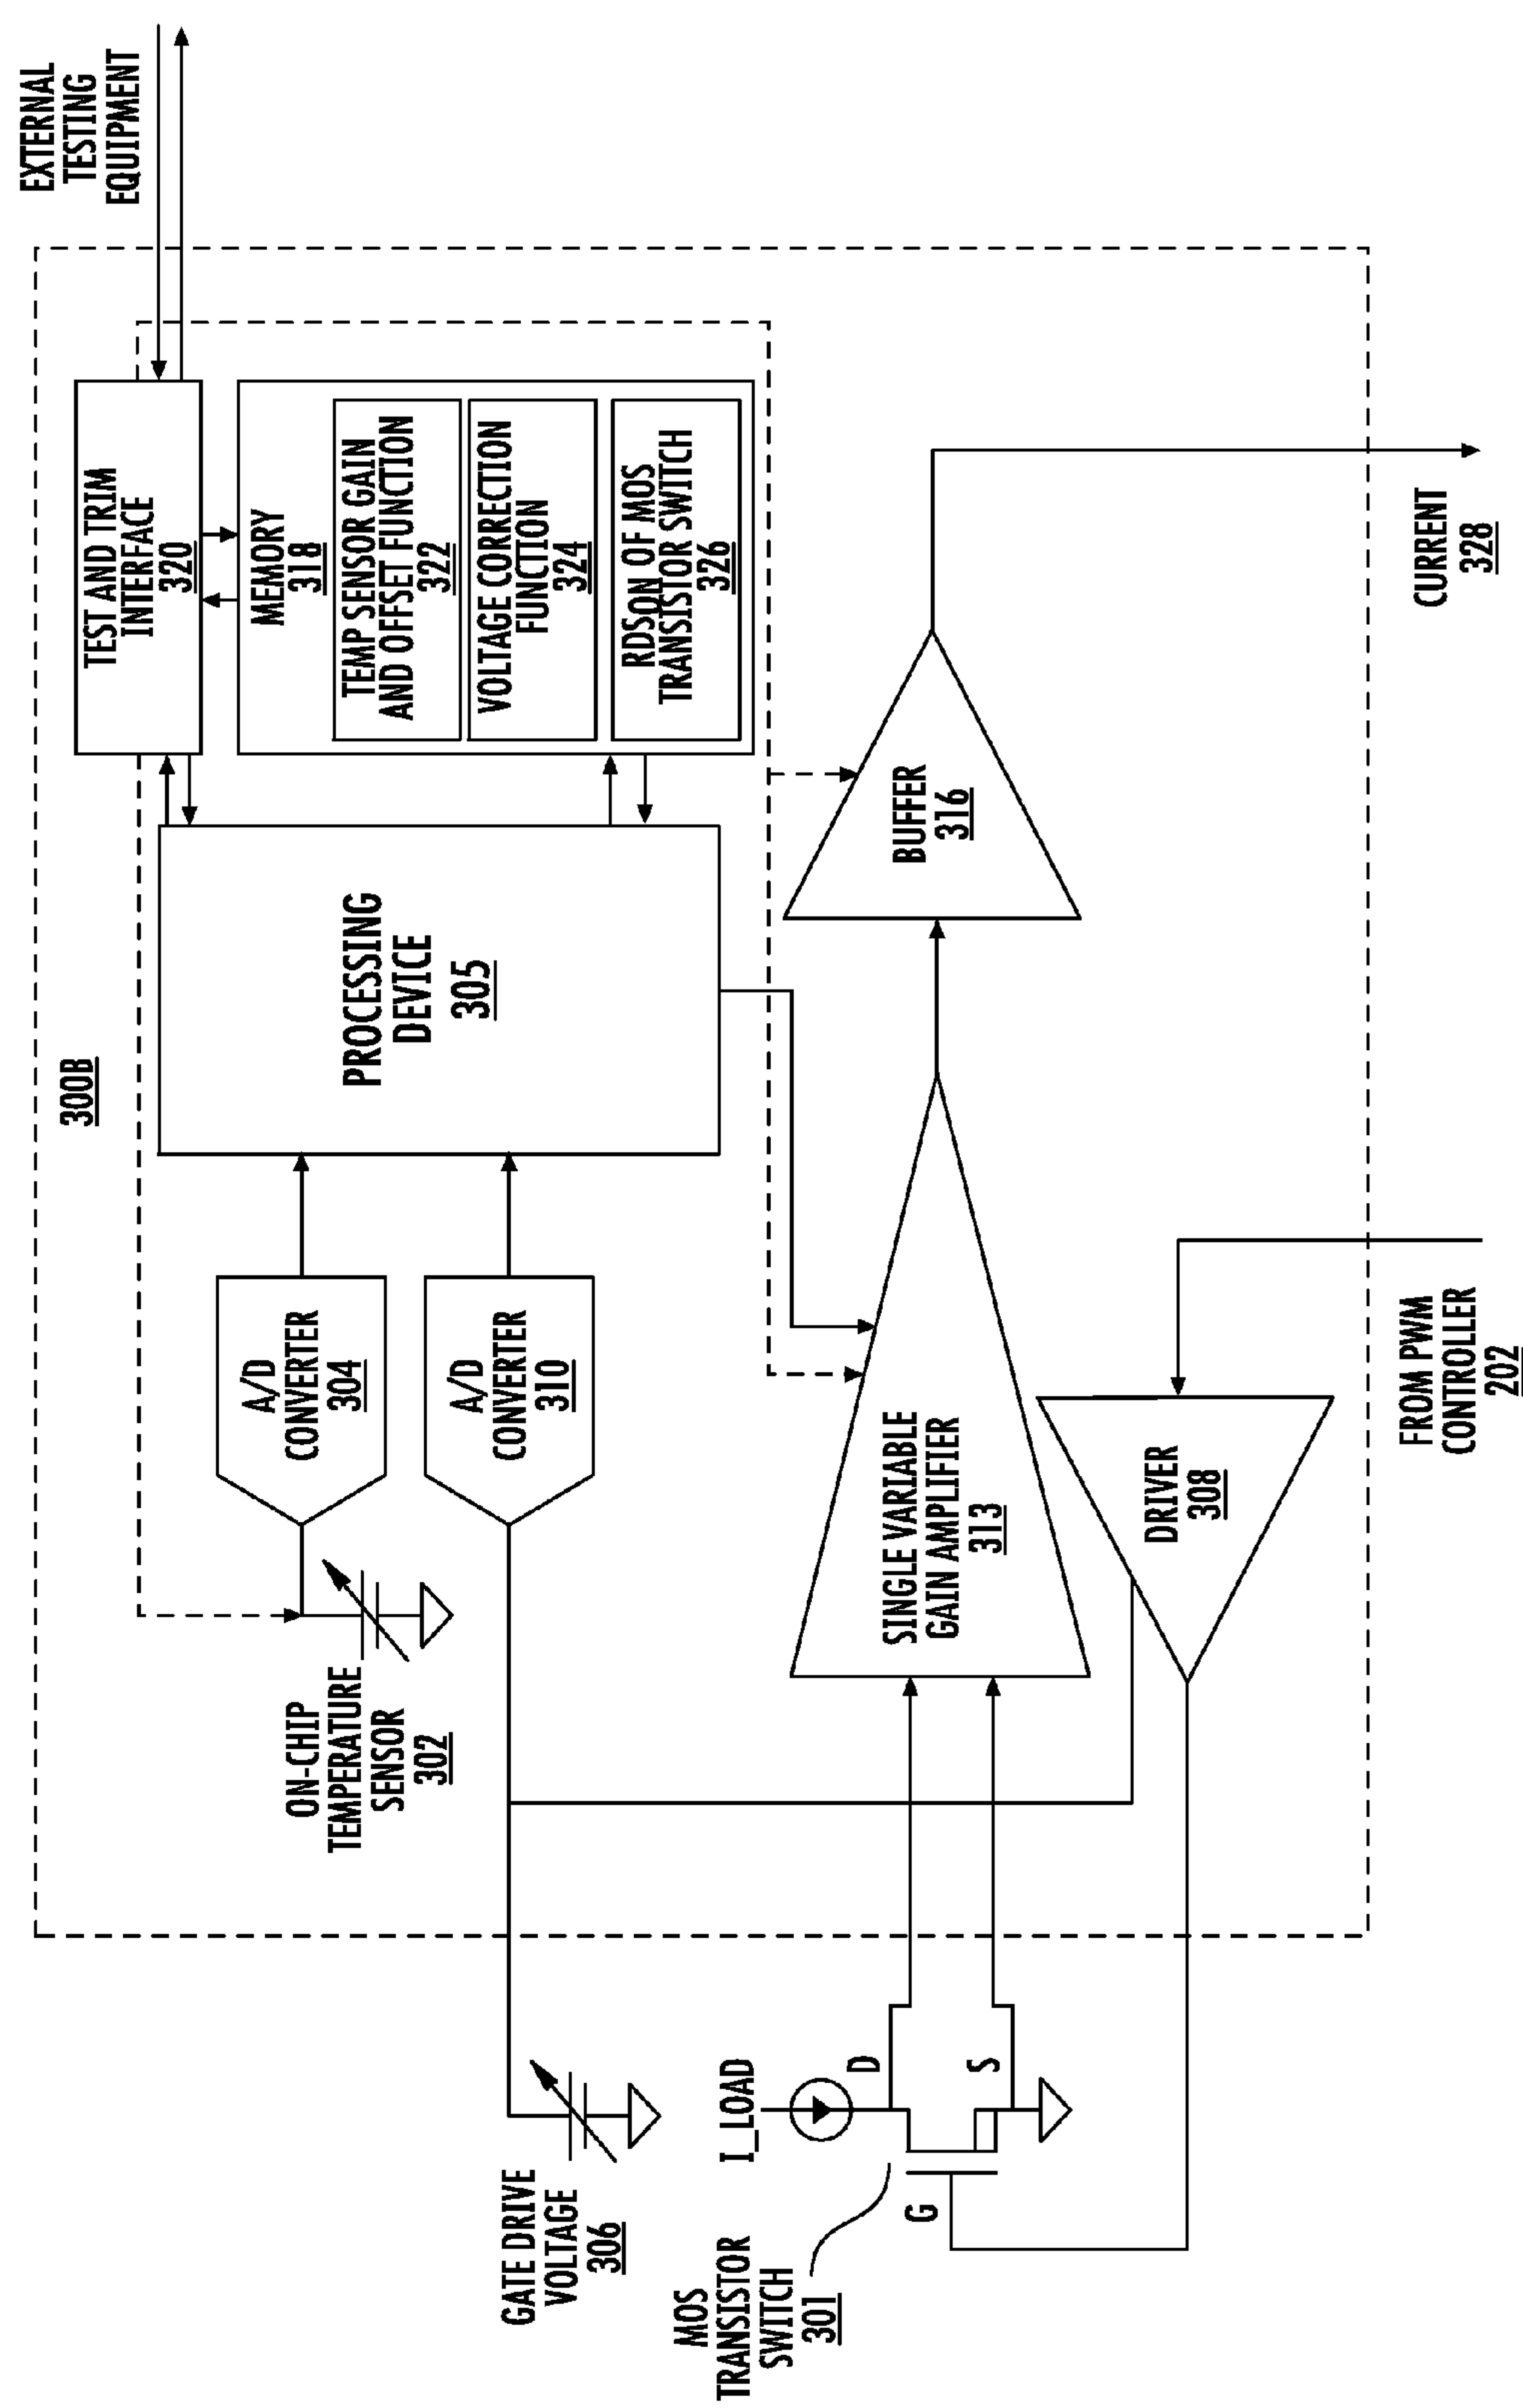 EXTERNAL
TESTING
EQUIPMENT
300B
TEST AND TRIM
INTERFACE
320
MEMORY
318
TEMP SENSOR GAIN
AND OFFSET FUNCTION
322
VOLTAGE CORRECTION
FUNCTION
324
RDSON OF MOS
TRANSISTOR SWITCH
326
PROCESSING
DEVICE
305
A/D
CONVERTER
304
A/D
CONVERTER
310
ON-CHIP
TEMPERATURE
SENSOR
302
GATE DRIVE
VOLTAGE
306
MOS
TRANSISTOR
SWITCH
301
I_LOAD
D
G
S
SINGLE VARIABLE
GAIN AMPLIFIER
313
BUFFER
316
DRIVER
308
CURRENT
328
FROM PWM
CONTROLLER
202